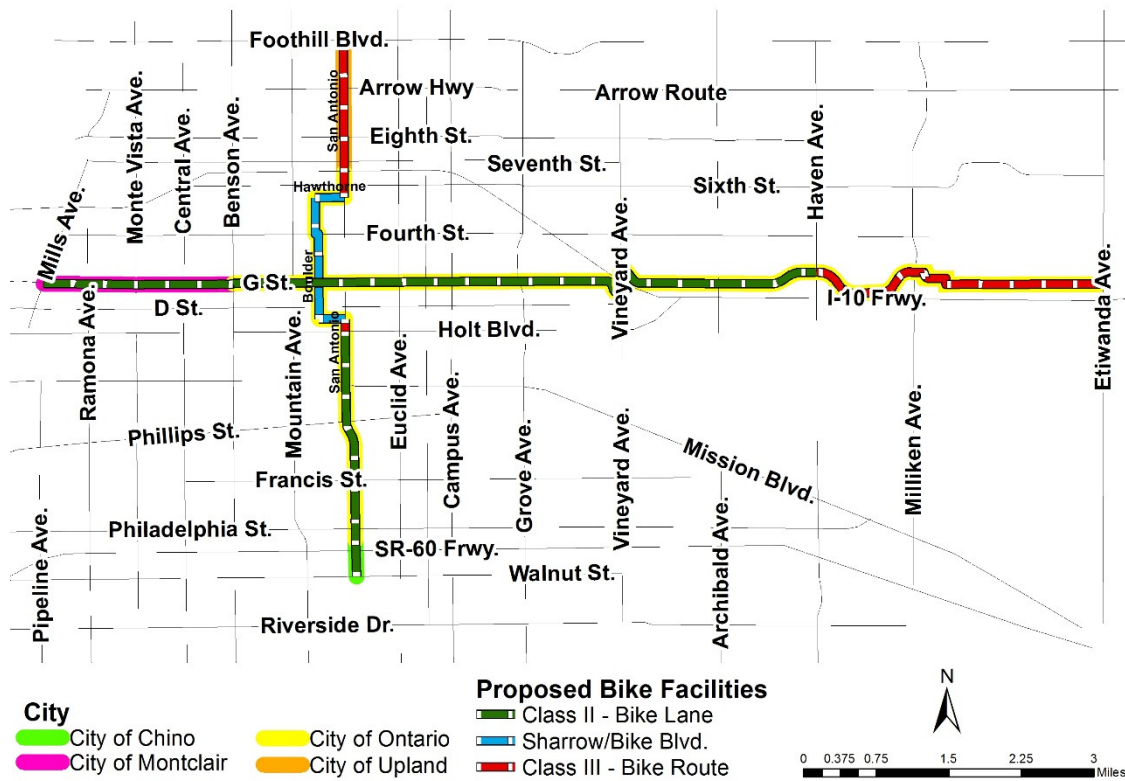 Foothill Blvd.
San Antonio
Arrow Hwy
Arrow Route
Monte Vista Ave.
Central Ave.
Benson Ave.
Eighth St.
Seventh St.
Haven Ave.
Hawthorne
Sixth St.
Mills Ave.
Fourth St.
Vineyard Ave.
Boulder
G St.
D St.
I-10 Frwy.
Etiwanda Ave.
Ramona Ave.
Holt Blvd.
San Antonio
Mountain Ave.
Euclid Ave.
Campus Ave.
Grove Ave.
Vineyard Ave.
Milliken Ave.
Phillips St.
Mission Blvd.
Francis St.
Archibald Ave.
Pipeline Ave.
Philadelphia St.
SR-60 Frwy.
Walnut St.
Riverside Dr.
City
City of Chino
City of Montclair
City of Ontario
City of Upland
Proposed Bike Facilities
Class II - Bike Lane
Sharrow/Bike Blvd.
Class III - Bike Route
N
0 0.375 0.75 1.5 2.25 3
Miles